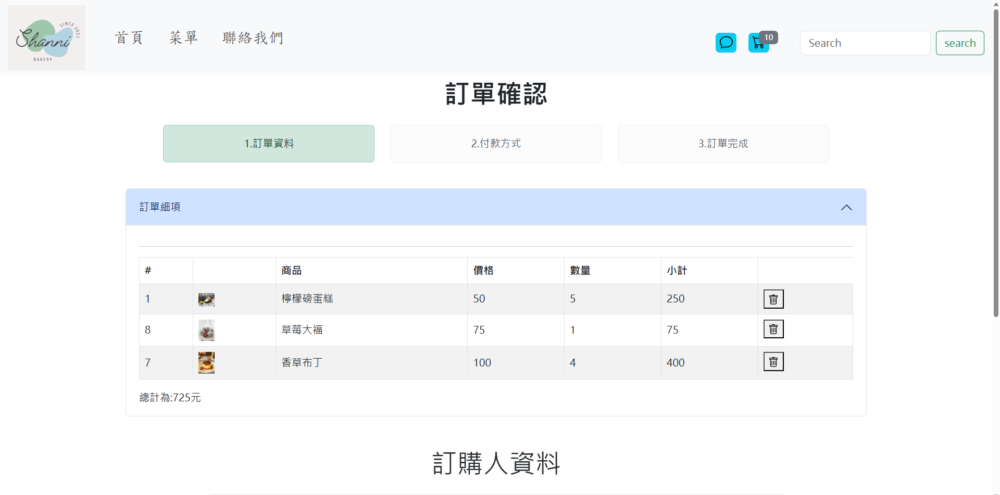 SINCE 2022
Shanni
BAKERY
首頁 菜單 聯絡我們
10
Search
search
訂單確認
1.訂單資料 2.付款方式 3.訂單完成
訂單細項
# 商品 價格 數量 小計
1 檸檬磅蛋糕 50 5 250
8 草莓大福 75 1 75
7 香草布丁 100 4 400
總計為:725元
訂購人資料